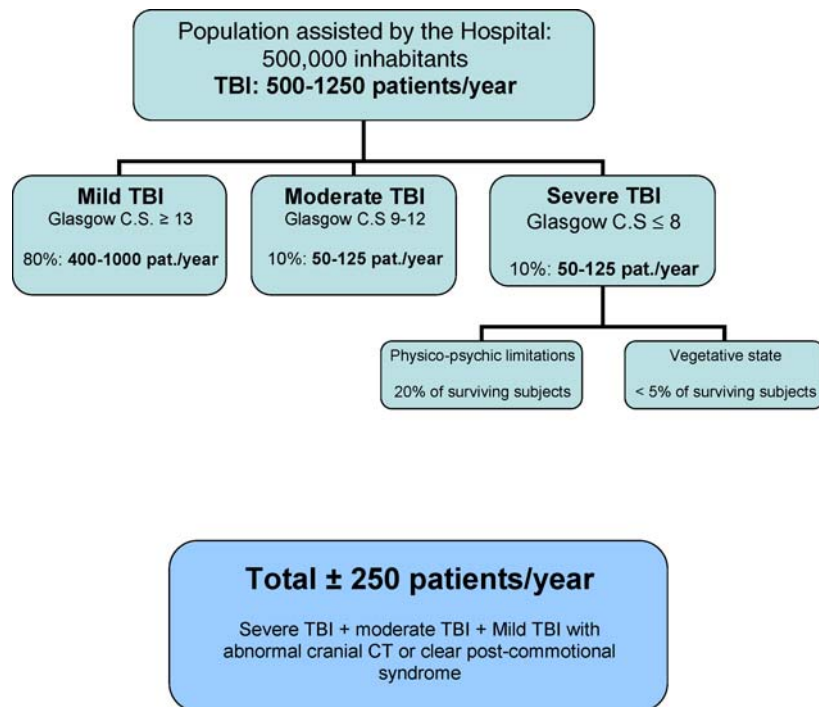 Population assisted by the Hospital:
500,000 inhabitants
TBI: 500-1250 patients/year
Mild TBI
Glasgow C.S. ≥ 13
80%: 400-1000 pat./year
Moderate TBI
Glasgow C.S 9-12
10%: 50-125 pat./year
Severe TBI
Glasgow C.S ≤ 8
10%: 50-125 pat./year
Physico-psychic limitations
20% of surviving subjects
Vegetative state
< 5% of surviving subjects
Total ± 250 patients/year
Severe TBI + moderate TBI + Mild TBI with
abnormal cranial CT or clear post-commotional
syndrome